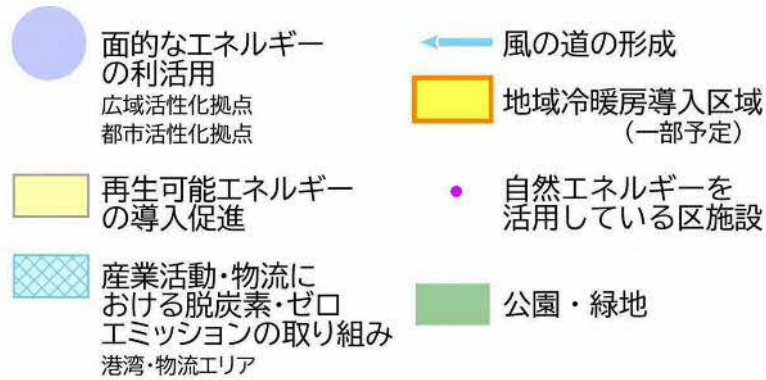 面的なエネルギー
の利活用
広域活性化拠点
都市活性化拠点
再生可能エネルギー
の導入促進
産業活動・物流に
おける脱炭素・ゼロ
エミッションの取り組み
港湾・物流エリア
風の道の形成
地域冷暖房導入区域
（一部予定）
自然エネルギーを
活用している区施設
公園・緑地